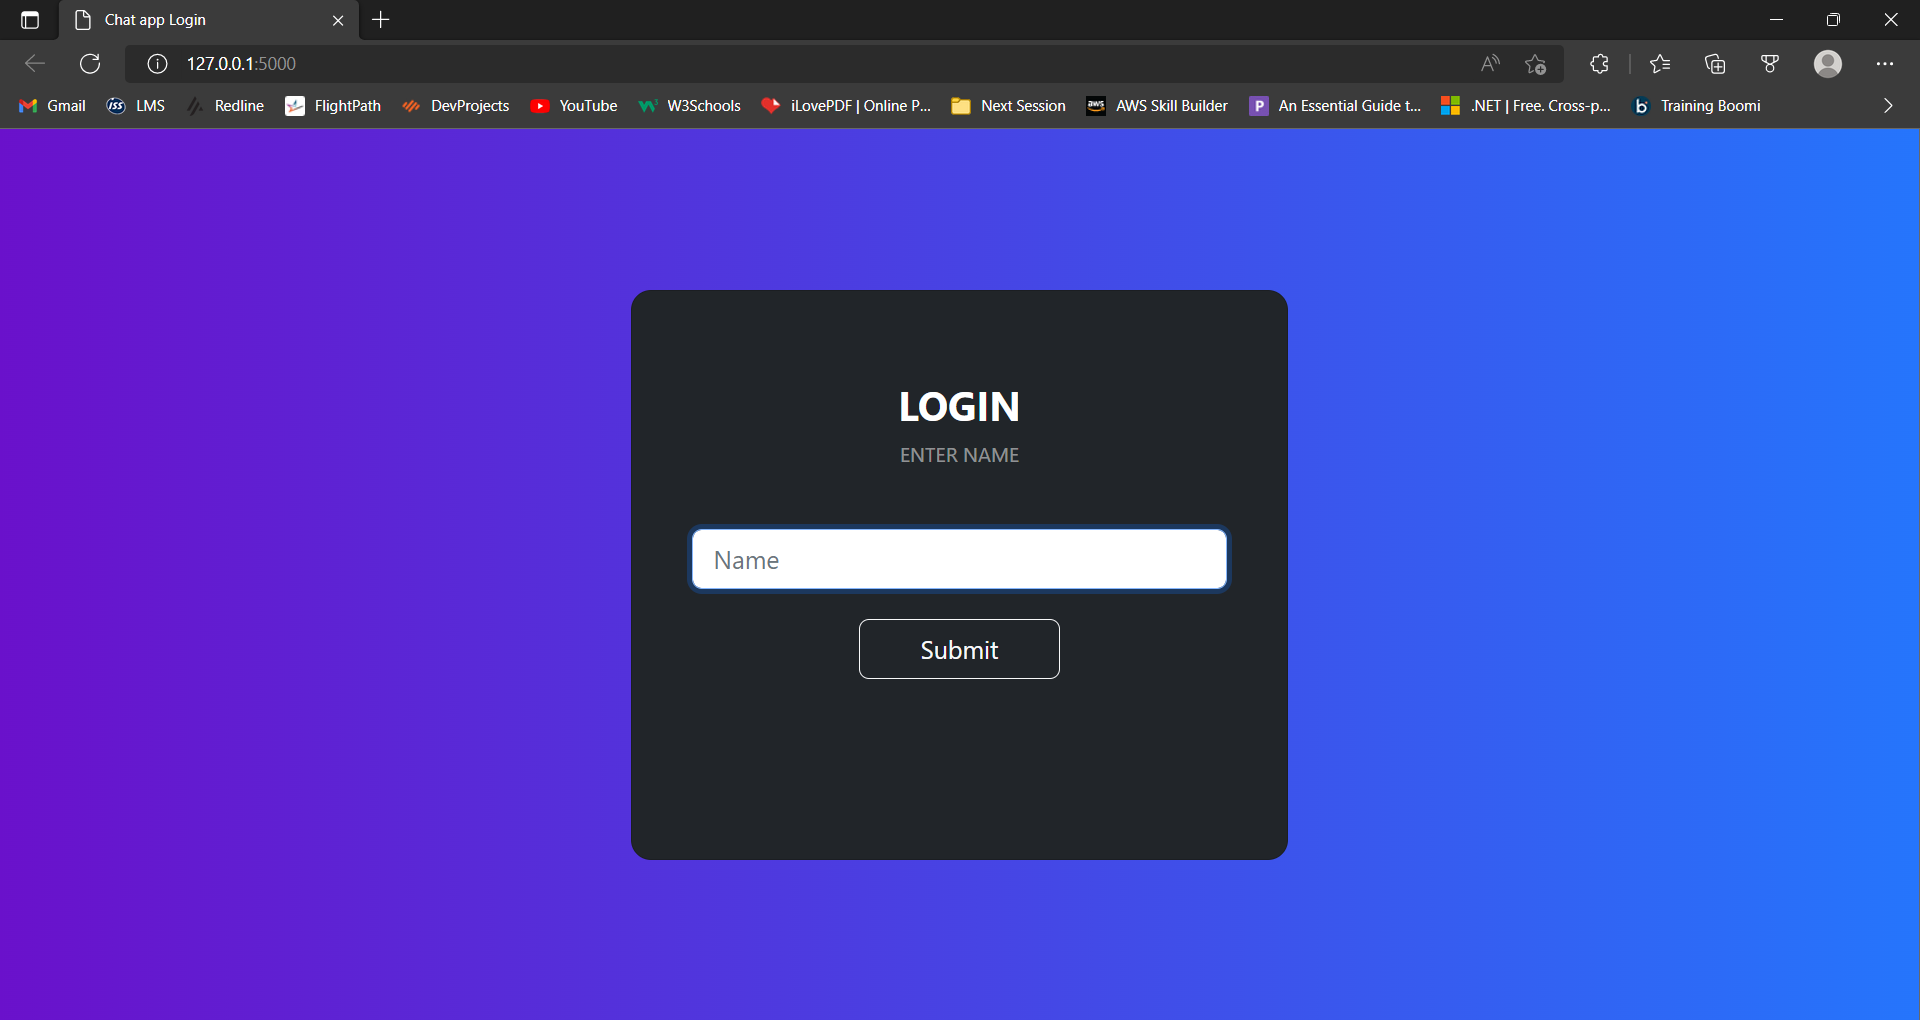 Chat app Login
127.0.0.1:5000
Gmail LMS Redline FlightPath DevProjects YouTube W3Schools iLovePDF | Online P... Next Session AWS Skill Builder An Essential Guide t... .NET | Free. Cross-p... Training Boomi
LOGIN
ENTER NAME
Name
Submit